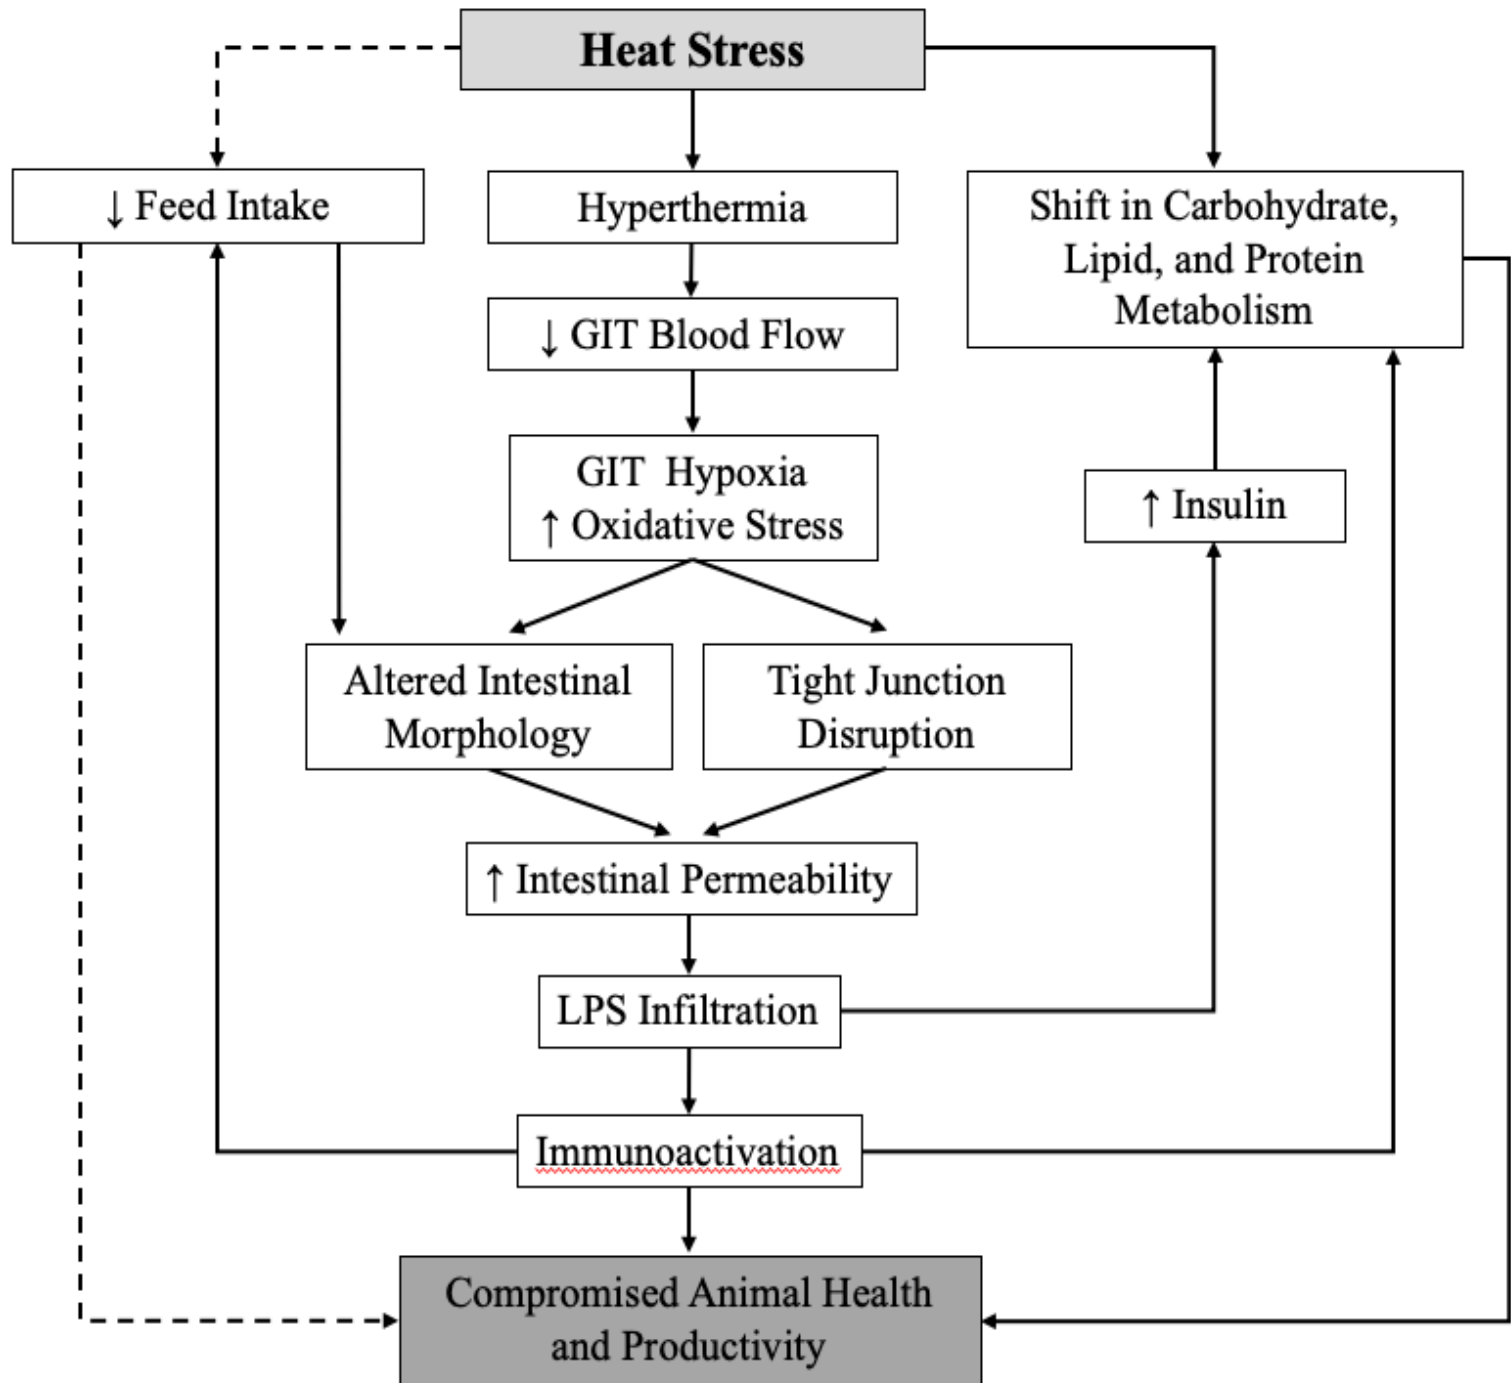 Heat Stress
↓ Feed Intake
Hyperthermia
Shift in Carbohydrate,
Lipid, and Protein
Metabolism
↓ GIT Blood Flow
GIT Hypoxia
↑ Oxidative Stress
↑ Insulin
Altered Intestinal
Morphology
Tight Junction
Disruption
↑ Intestinal Permeability
LPS Infiltration
Immunoactivation
Compromised Animal Health
and Productivity